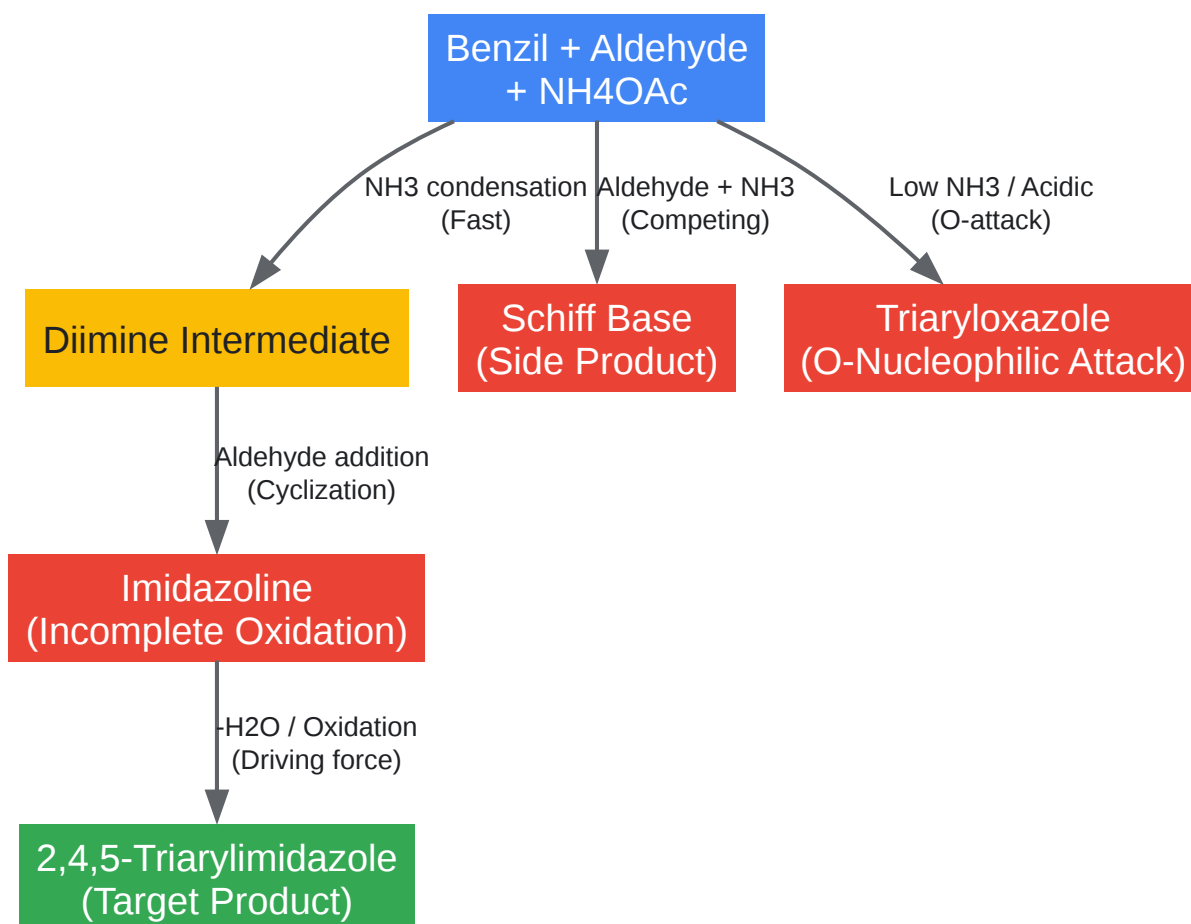 Benzil + Aldehyde
+ NH4OAc
NH3 condensation
(Fast)
Aldehyde + NH3
(Competing)
Low NH3 / Acidic
(O-attack)
Diimine Intermediate
Schiff Base
(Side Product)
Triaryloxazole
(O-Nucleophilic Attack)
Aldehyde addition
(Cyclization)
Imidazoline
(Incomplete Oxidation)
-H2O / Oxidation
(Driving force)
2,4,5-Triarylimidazole
(Target Product)